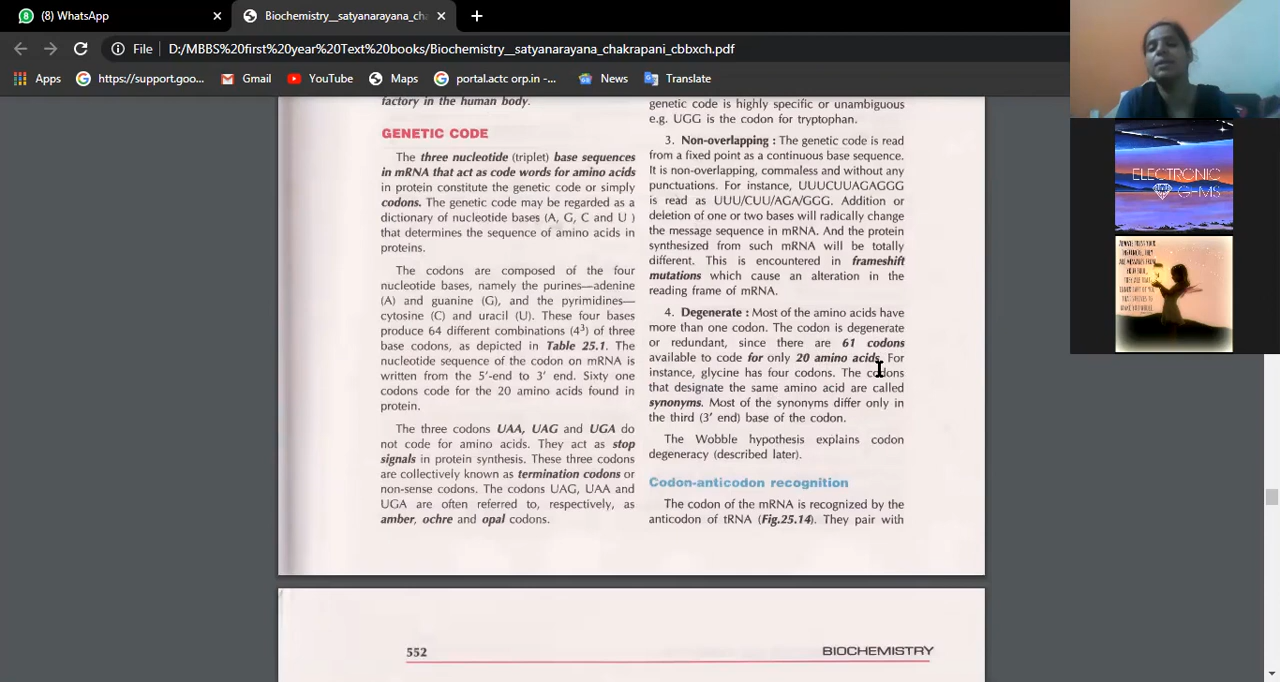 (8) WhatsApp
Biochemistry__satyanarayana_cha
File
D:/MBBS%20first%20year%20Text%20books/Biochemistry__satyanarayana_chakrapani_cbbxch.pdf
Apps
https://support.goo...
Gmail
YouTube
Maps
portal.actc orp.in -...
News
Translate
factory in the human body.
GENETIC CODE
The three nucleotide (triplet) base sequences
in mRNA that act as code words for amino acids
in protein constitute the genetic code or simply
codons. The genetic code may be regarded as a
dictionary of nucleotide bases (A, G, C and U )
that determines the sequence of amino acids in
proteins.
The codons are composed of the four
nucleotide bases, namely the purines—adenine
(A) and guanine (G), and the pyrimidines—
cytosine (C) and uracil (U). These four bases
produce 64 different combinations (4³) of three
base codons, as depicted in Table 25.1. The
nucleotide sequence of the codon on mRNA is
written from the 5′-end to 3′ end. Sixty one
codons code for the 20 amino acids found in
protein.
The three codons UAA, UAG and UGA do
not code for amino acids. They act as stop
signals in protein synthesis. These three codons
are collectively known as termination codons or
non-sense codons. The codons UAG, UAA and
UGA are often referred to, respectively, as
amber, ochre and opal codons.
genetic code is highly specific or unambiguous
e.g. UGG is the codon for tryptophan.
3. Non-overlapping : The genetic code is read
from a fixed point as a continuous base sequence.
It is non-overlapping, commaless and without any
punctuations. For instance, UUUCUUAGAGGG
is read as UUU/CUU/AGA/GGG. Addition or
deletion of one or two bases will radically change
the message sequence in mRNA. And the protein
synthesized from such mRNA will be totally
different. This is encountered in frameshift
mutations which cause an alteration in the
reading frame of mRNA.
4. Degenerate : Most of the amino acids have
more than one codon. The codon is degenerate
or redundant, since there are 61 codons
available to code for only 20 amino acids. For
instance, glycine has four codons. The codons
that designate the same amino acid are called
synonyms. Most of the synonyms differ only in
the third (3′ end) base of the codon.
The Wobble hypothesis explains codon
degeneracy (described later).
Codon-anticodon recognition
The codon of the mRNA is recognized by the
anticodon of tRNA (Fig.25.14). They pair with
552
BIOCHEMISTRY
ELECTRONIC
GEMS